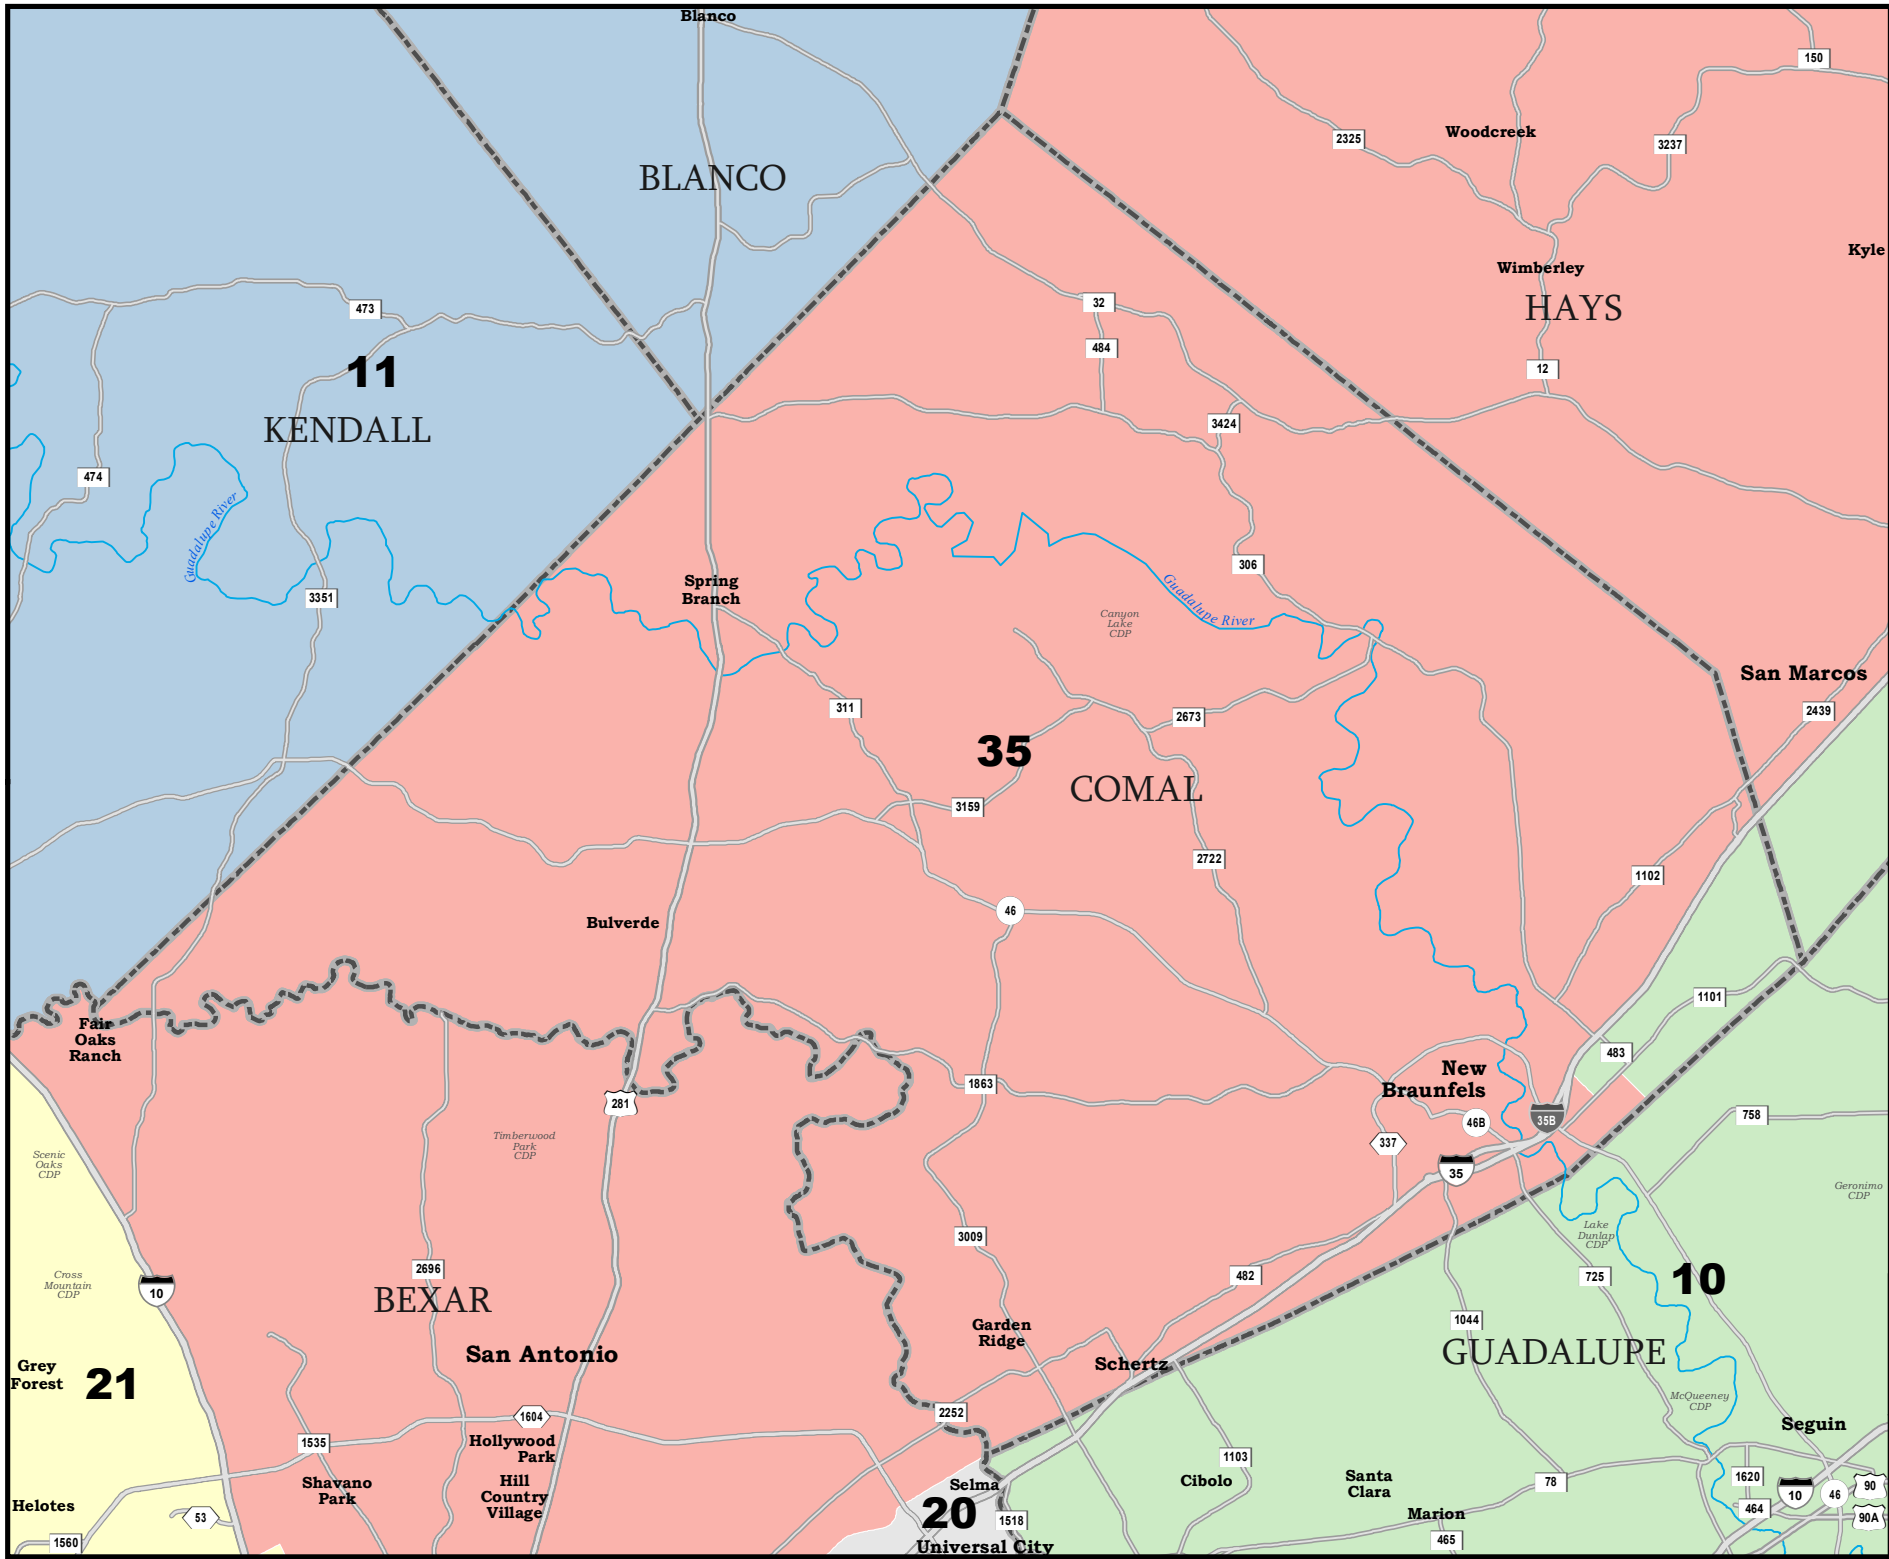 Blanco
150
2325
Woodcreek
3237
BLANCO
Kyle
Wimberley
HAYS
32
473
484
12
11
KENDALL
3424
474
Guadalupe River
306
Spring
Branch
3351
Guadalupe River
Canyon
Lake
CDP
San Marcos
2439
311
2673
35
COMAL
3159
2722
1102
46
Bulverde
1101
Fair
Oaks
Ranch
483
New
Braunfels
1863
281
46B
35B
758
Timberwood
Park
CDP
337
Scenic
Oaks
CDP
35
Geronimo
CDP
3009
Lake
Dunlap
CDP
2696
482
725
10
Cross
Mountain
CDP
10
BEXAR
1044
Garden
Ridge
San Antonio
GUADALUPE
Schertz
Grey
Forest
21
McQueeney
CDP
2252
1604
Seguin
1535
Hollywood
Park
1103
Shavano
Park
Hill
Country
Village
Selma
Cibolo
Santa
Clara
78
1620
10
46
90
Helotes
53
20
1518
Marion
464
90A
1560
Universal City
465